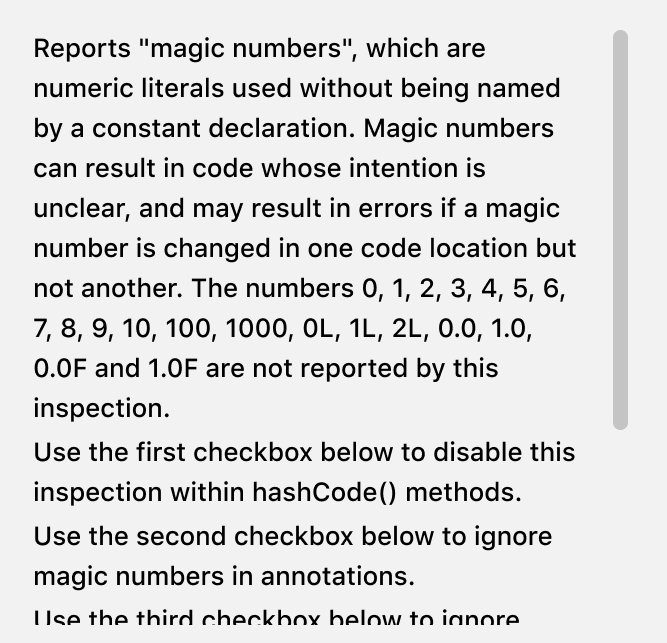 Reports "magic numbers", which are
numeric literals used without being named
by a constant declaration. Magic numbers
can result in code whose intention is
unclear, and may result in errors if a magic
number is changed in one code location but
not another. The numbers 0, 1, 2, 3, 4, 5, 6,
7, 8, 9, 10, 100, 1000, 0L, 1L, 2L, 0.0, 1.0,
0.0F and 1.0F are not reported by this
inspection.
Use the first checkbox below to disable this
inspection within hashCode() methods.
Use the second checkbox below to ignore
magic numbers in annotations.
Use the third checkbox below to ignore